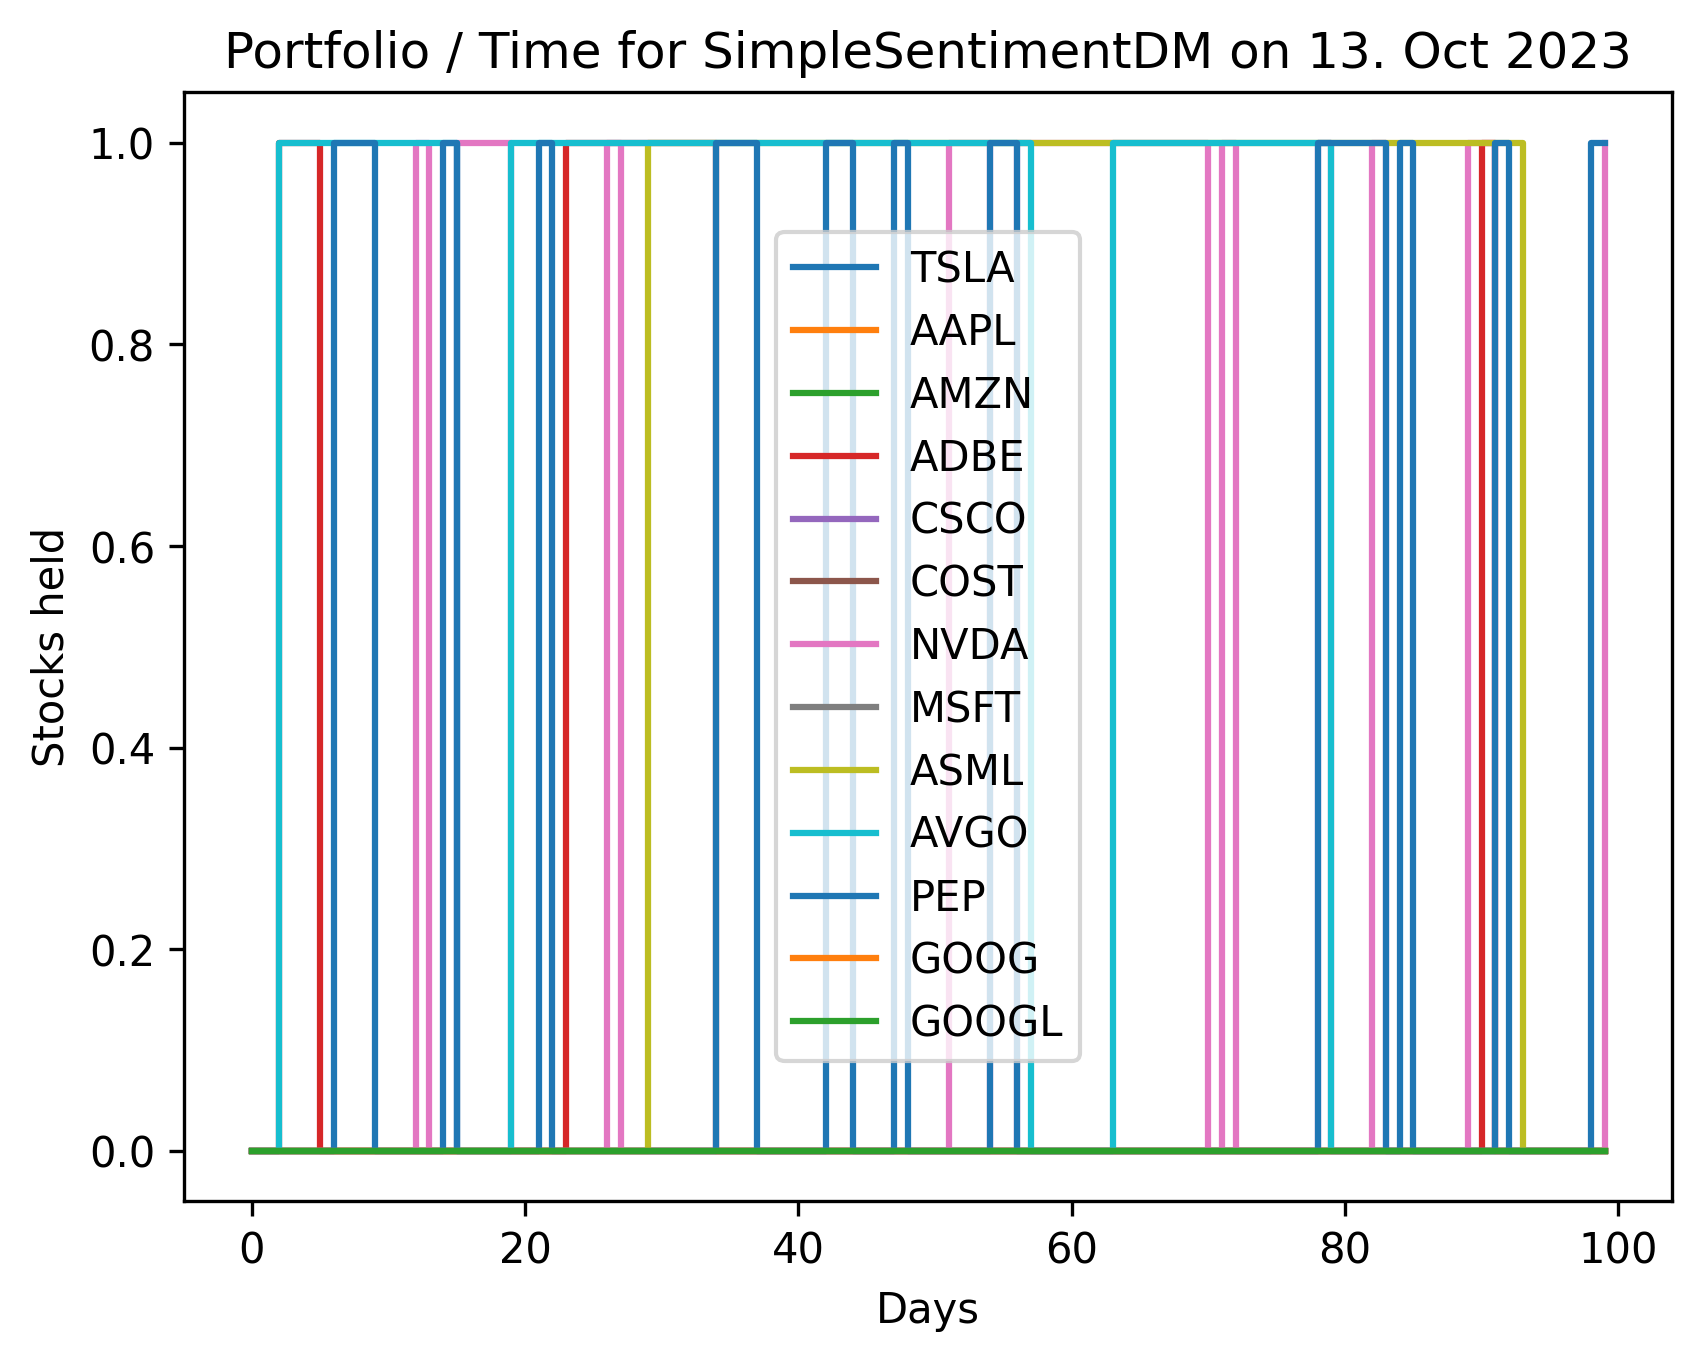 Portfolio / Time for SimpleSentimentDM on 13. Oct 2023
1.0
0.8
0.6
0.4
0.2
0.0
Stocks held
TSLA
AAPL
AMZN
ADBE
CSCO
COST
NVDA
MSFT
ASML
AVGO
PEP
GOOG
GOOGL
0 20 40 60 80 100
Days